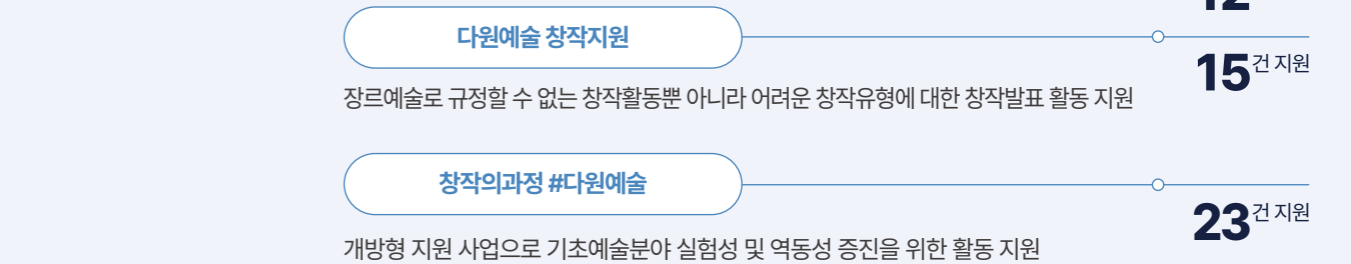 다원예술 창작지원
15건 지원
장르예술로 규정할 수 없는 창작활동뿐 아니라 어려운 창작유형에 대한 창작발표 활동 지원
창작의과정 #다원예술
23건 지원
개방형 지원 사업으로 기초예술분야 실험성 및 역동성 증진을 위한 활동 지원